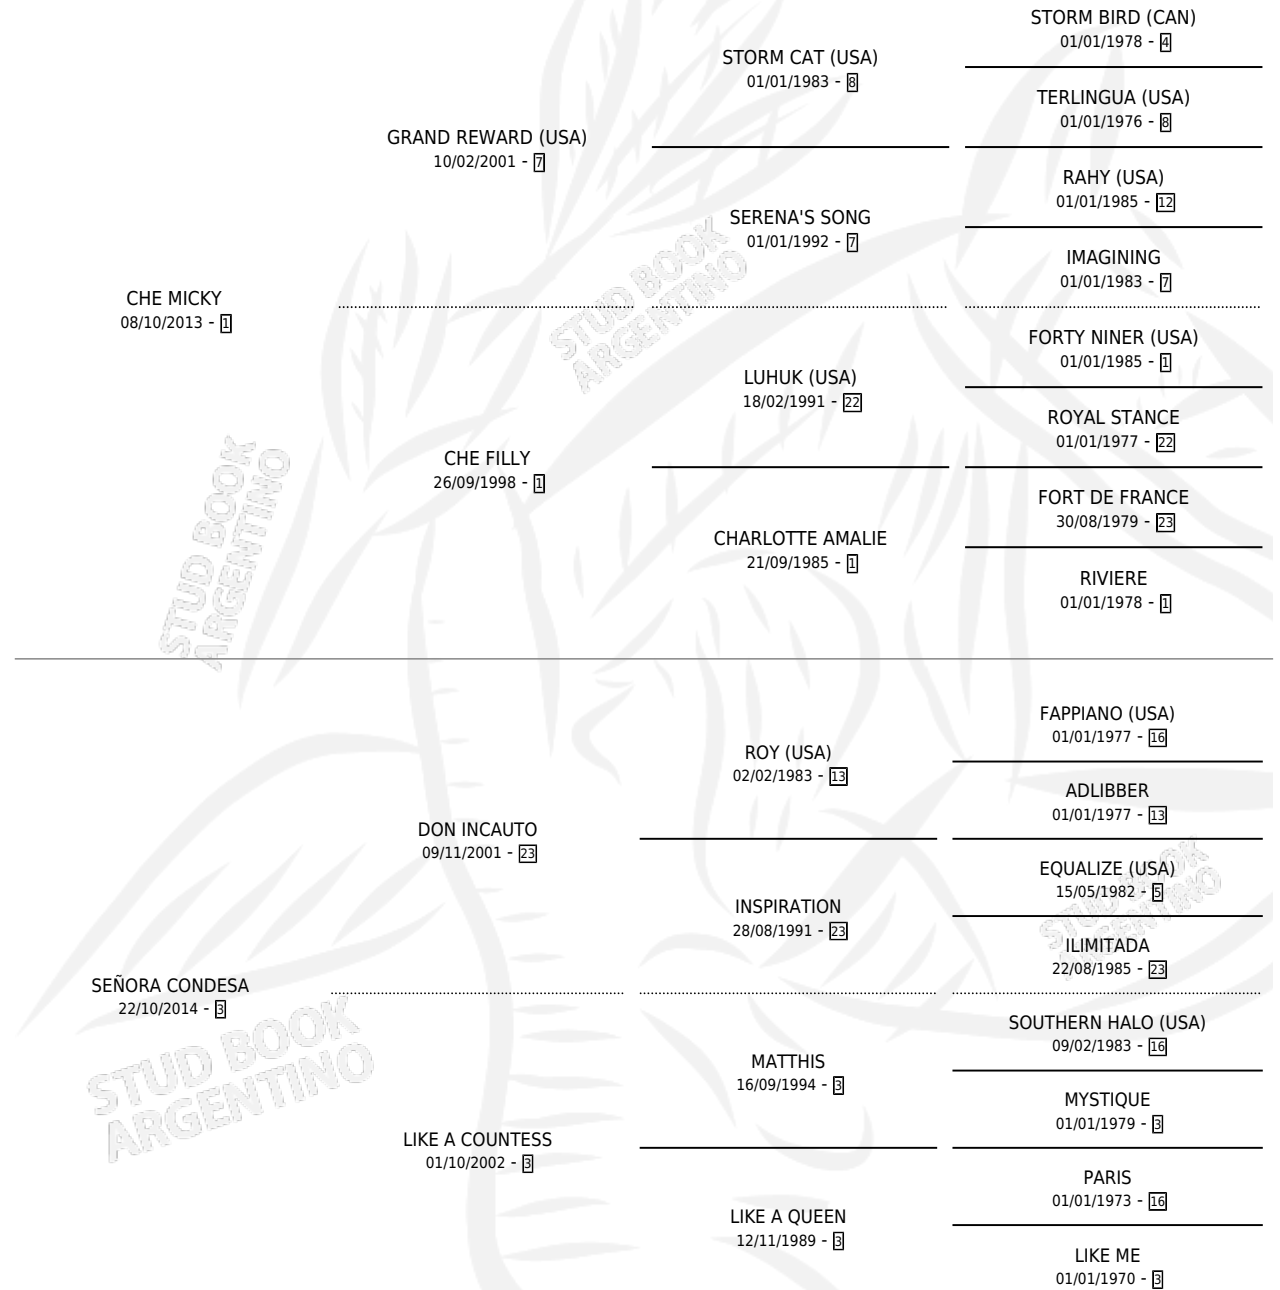 STORM BIRD (CAN)
01/01/1978 - 4
STORM CAT (USA)
01/01/1983 - 8
TERLINGUA (USA)
01/01/1976 - 8
GRAND REWARD (USA)
10/02/2001 - 7
RAHY (USA)
01/01/1985 - 12
SERENA'S SONG
01/01/1992 - 7
IMAGINING
01/01/1983 - 7
CHE MICKY
08/10/2013 - 1
FORTY NINER (USA)
01/01/1985 - 1
LUHUK (USA)
18/02/1991 - 22
ROYAL STANCE
01/01/1977 - 22
CHE FILLY
26/09/1998 - 1
FORT DE FRANCE
30/08/1979 - 23
CHARLOTTE AMALIE
21/09/1985 - 1
RIVIERE
01/01/1978 - 1
FAPPIANO (USA)
01/01/1977 - 16
ROY (USA)
02/02/1983 - 13
ADLIBBER
01/01/1977 - 13
DON INCAUTO
09/11/2001 - 23
EQUALIZE (USA)
15/05/1982 - 5
INSPIRATION
28/08/1991 - 23
ILIMITADA
22/08/1985 - 23
SEÑORA CONDESA
22/10/2014 - 3
SOUTHERN HALO (USA)
09/02/1983 - 16
MATTHIS
16/09/1994 - 3
MYSTIQUE
01/01/1979 - 3
LIKE A COUNTESS
01/10/2002 - 3
PARIS
01/01/1973 - 16
LIKE A QUEEN
12/11/1989 - 3
LIKE ME
01/01/1970 - 3
STUD BOOK
ARGENTINO
STUD BOOK
ARGENTINO
STUD BOOK
ARGENTINO
STUD BOOK
ARGENTINO